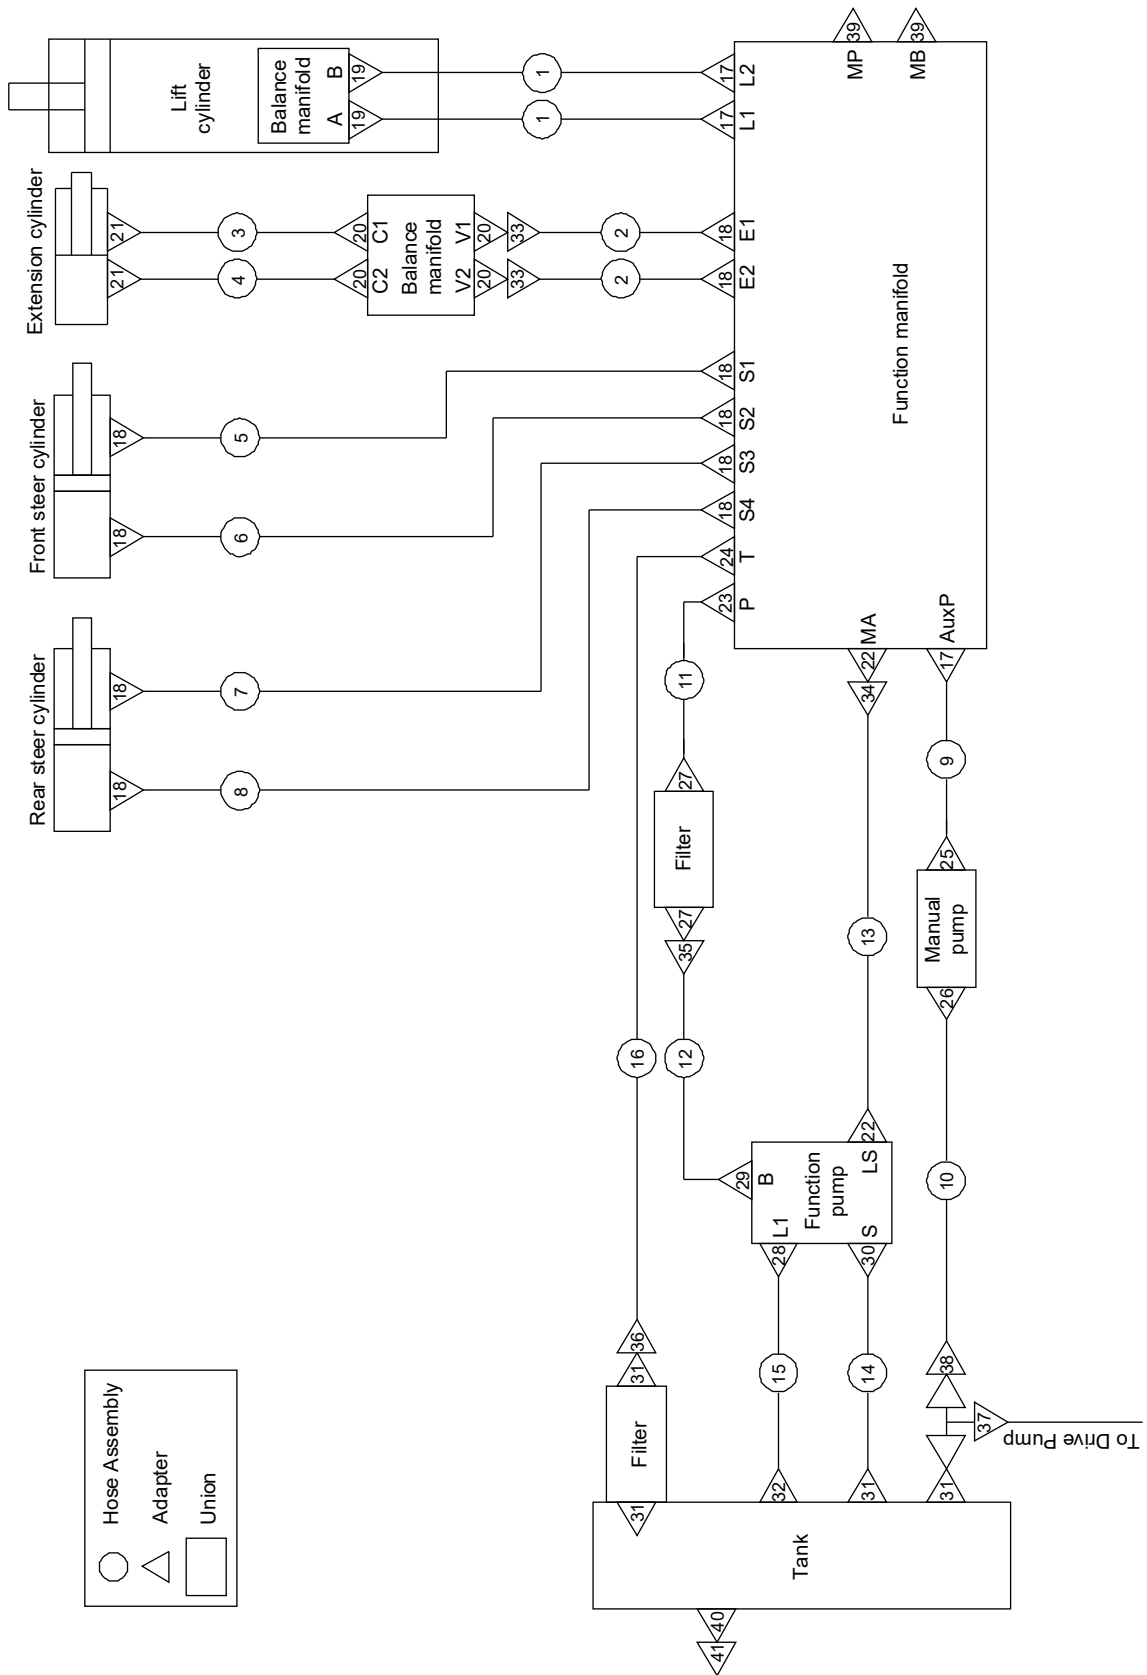 Hose Assembly
Adapter
Union
Lift
cylinder
Balance
manifold
A
B
19
19
1
1
17
17
L1
L2
Extension cylinder
21
21
4
3
20
20
C2
C1
Balance
manifold
V2
V1
20
20
33
33
2
2
18
18
E2
E1
Front steer cylinder
18
18
6
5
18
18
S2
S1
Rear steer cylinder
18
18
8
7
18
18
S4
S3
24
T
23
P
MP
39
MB
39
Function manifold
MA
22
34
AuxP
17
11
27
Filter
27
35
12
16
13
9
25
Manual
pump
26
10
22
LS
Function
pump
29
B
L1
28
S
30
15
14
36
31
Filter
31
32
31
31
38
37
To Drive Pump
Tank
40
41